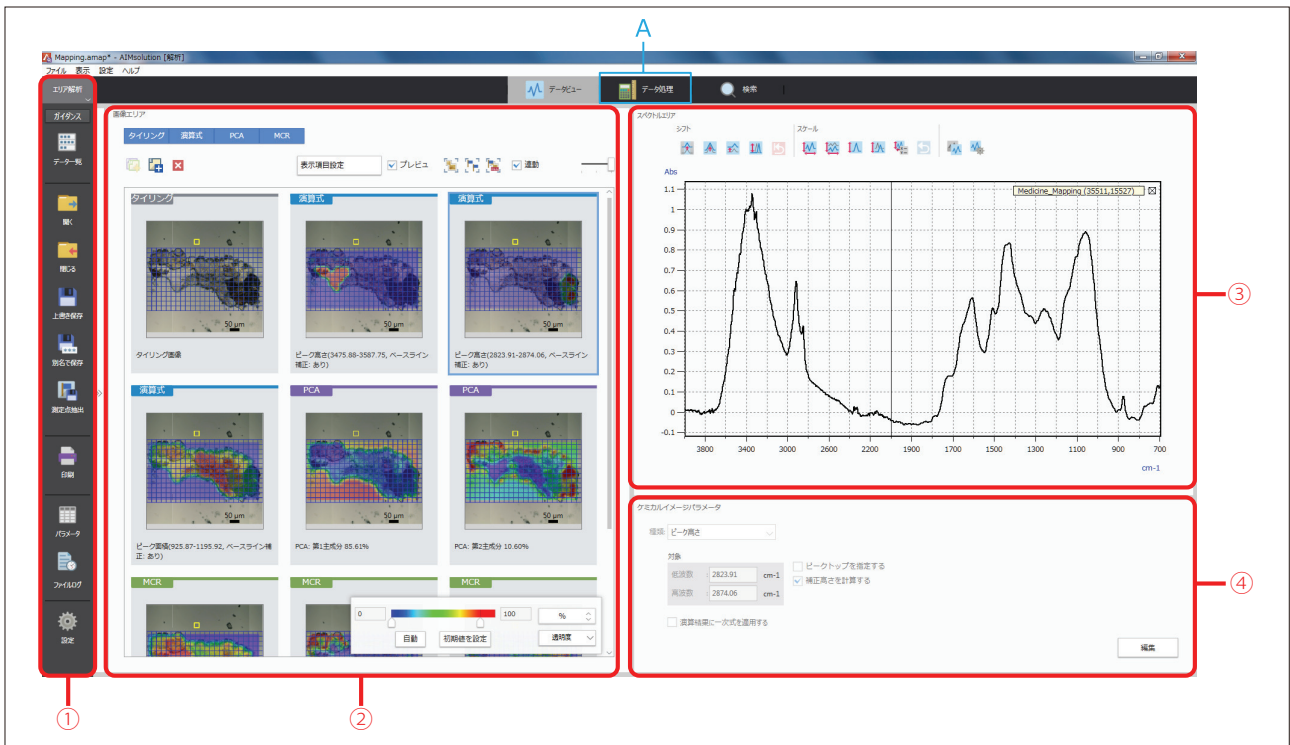 A
Mapping.amap* - AIMsolution [解析]
ファイル 表示 設定 ヘルプ
エリア解析
データビュー
データ処理
検索
ガイダンス
データ一覧
開く
閉じる
上書き保存
別名で保存
測定点抽出
印刷
パラメータ
ファイルログ
設定
画像エリア
タイリング 演算式 PCA MCR
表示項目設定
プレビュ
連動
タイリング
50 μm
タイリング画像
演算式
50 μm
ピーク高さ(3475.88-3587.75, ベースライン
補正: あり)
演算式
50 μm
ピーク高さ(2823.91-2874.06, ベースライン
補正: あり)
演算式
50 μm
ピーク面積(925.87-1195.92, ベースライン補
正: あり)
PCA
50 μm
PCA: 第1主成分 85.61%
PCA
50 μm
PCA: 第2主成分 10.60%
MCR
MCR
MCR
0
100
%
自動
初期値を設定
透明度
スペクトルエリア
シフト
スケール
Abs
Medicine_Mapping (35511,15527)
1.1
1
0.9
0.8
0.7
0.6
0.5
0.4
0.3
0.2
0.1
0
-0.1
3800 3400 3000 2600 2200 1900 1700 1500 1300 1100 900 700
cm-1
ケミカルイメージパラメータ
種類: ピーク高さ
対象
低波数 : 2823.91 cm-1
高波数 : 2874.06 cm-1
ピークトップを指定する
補正高さを計算する
演算結果に一次式を適用する
編集
①
②
③
④